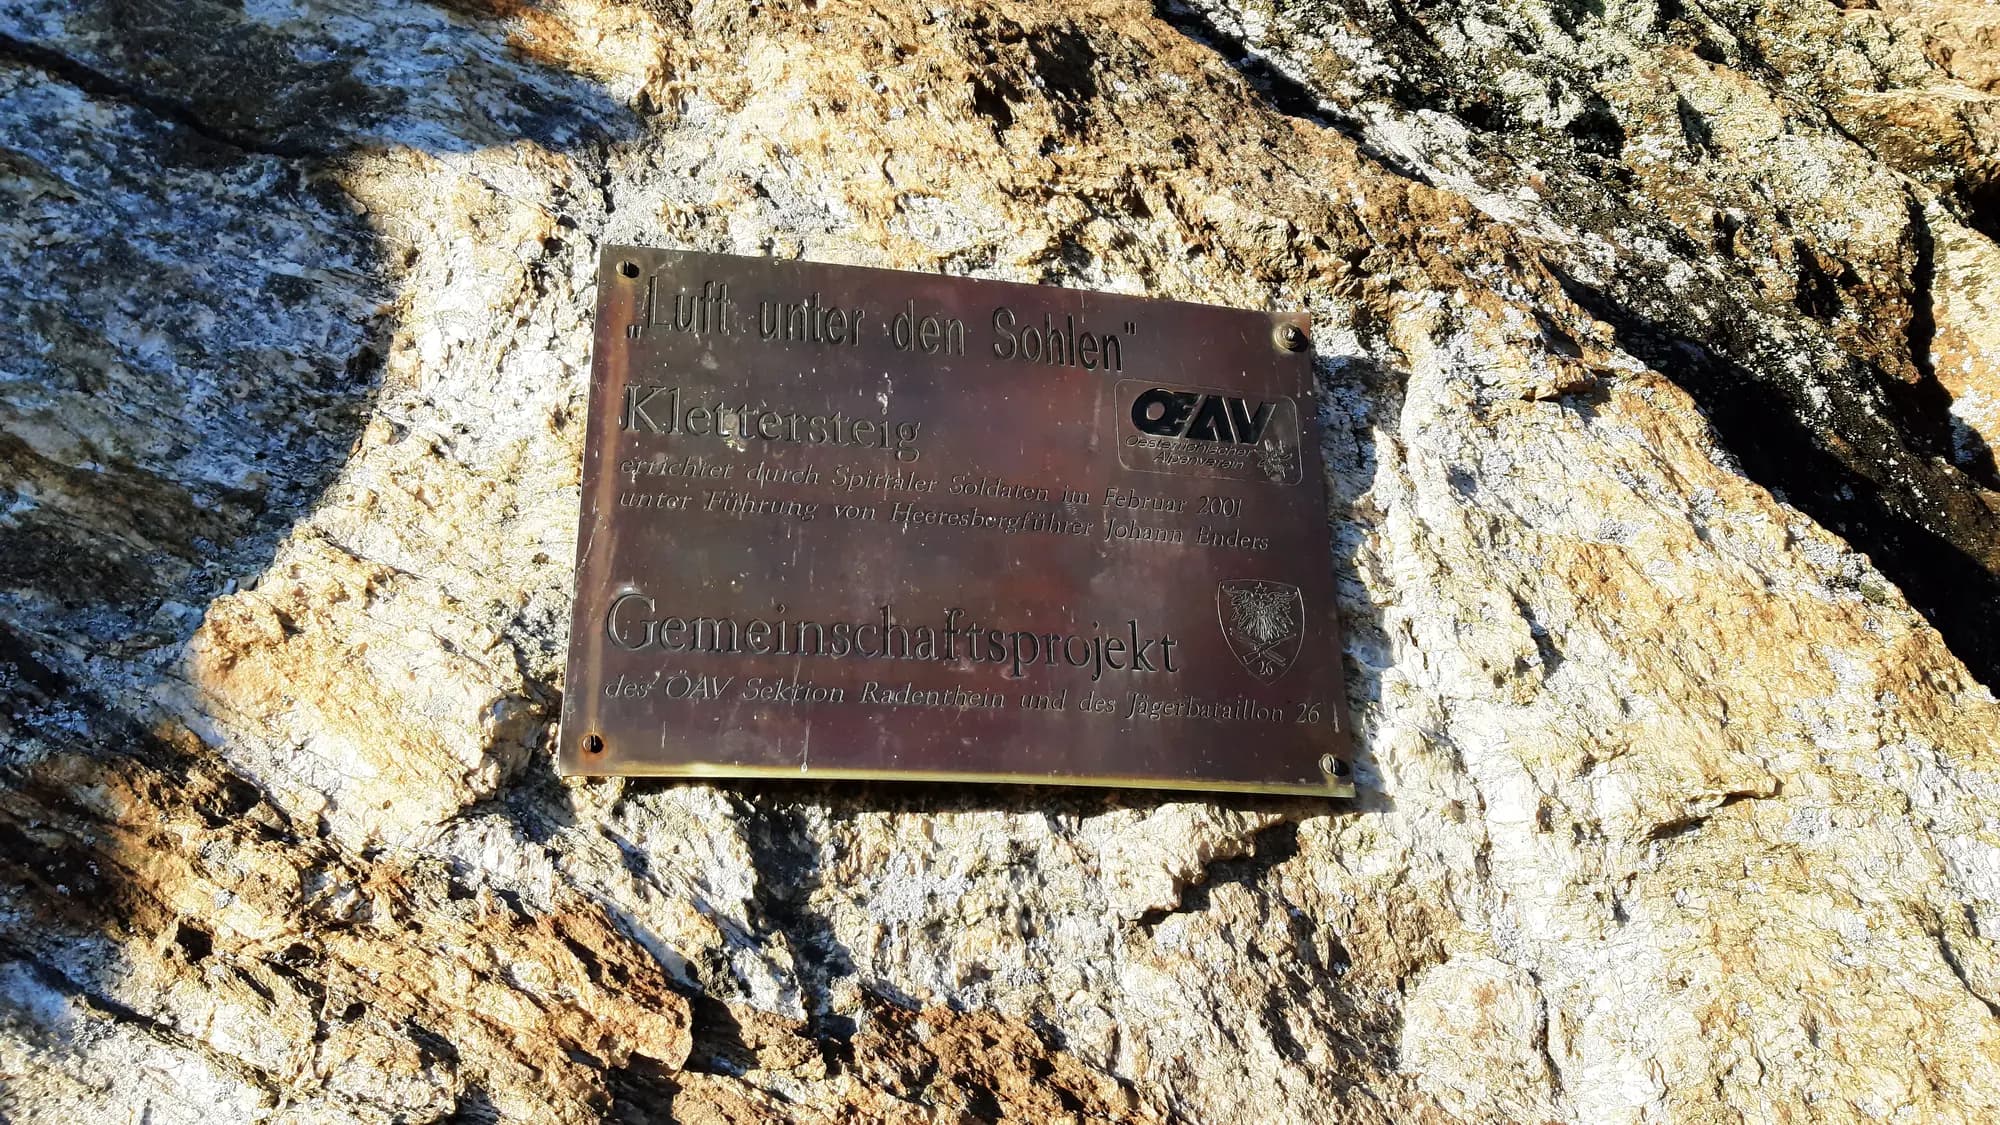 „Luft unter den Sohlen"
Klettersteig
OEAV
Oesterreichischer
Alpenverein
errichtet durch Spittaler Soldaten im Februar 2001
unter Führung von Heeresbergführer Johann Enders
Gemeinschaftsprojekt
26
des ÖAV Sektion Radenthein und des Jägerbataillon 26